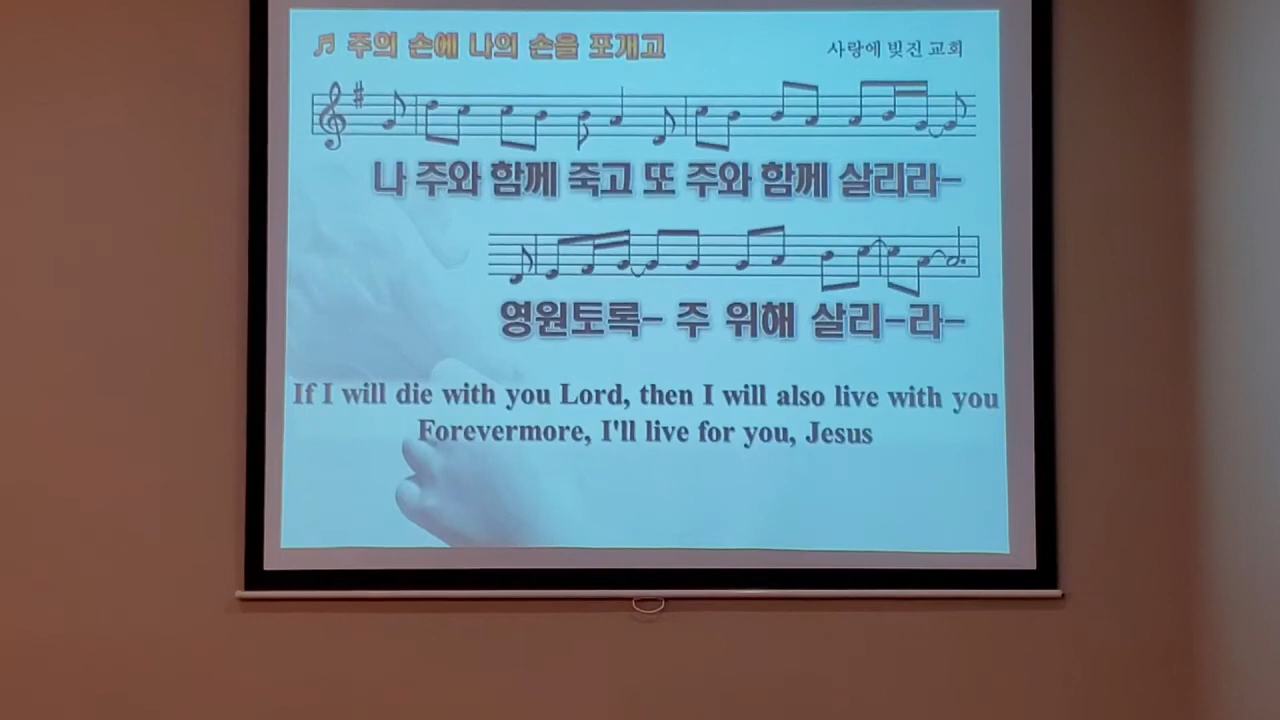 ♬ 주의 손에 나의 손을 포개고
사랑에 빚진 교회
나 주와 함께 죽고 또 주와 함께 살리라-
영원토록- 주 위해 살리-라-
If I will die with you Lord, then I will also live with you
Forevermore, I'll live for you, Jesus